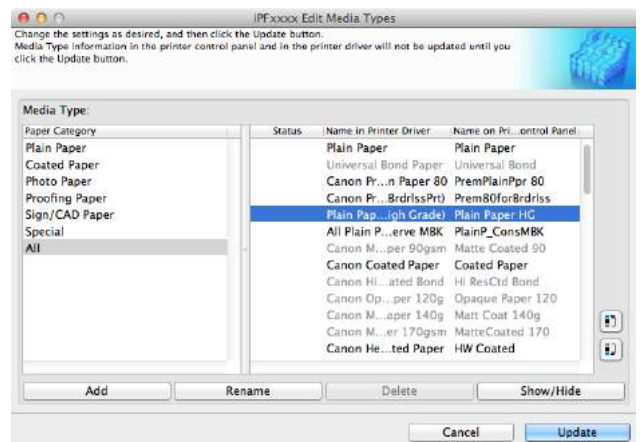 iPFxxxx Edit Media Types
Change the settings as desired, and then click the Update button.
Media Type Information in the printer control panel and in the printer driver will not be updated until you
click the Update button.
Media Type:
Paper Category
Status Name in Printer Driver Name on Pri...ontrol Panel
Plain Paper
Coated Paper
Photo Paper
Proofing Paper
Sign/CAD Paper
Special
All
Plain Paper Plain Paper
Universal Bond Paper Universal Bond
Canon Pr...n Paper 80 PremPlainPpr 80
Canon Pr...BrdrlssPrt) Prem80forBrdrlss
Plain Pap...igh Grade) Plain Paper HG
All Plain P...erve MBK PlainP_ConsMBK
Canon M...per 90gsm Matte Coated 90
Canon Coated Paper Coated Paper
Canon Hi...ated Bond Hi ResCtd Bond
Canon Op...per 120g Opaque Paper 120
Canon M...aper 140g Matt Coat 140g
Canon M...er 170gsm MatteCoated 170
Canon He...ted Paper HW Coated
Add Rename Delete Show/Hide
Cancel Update